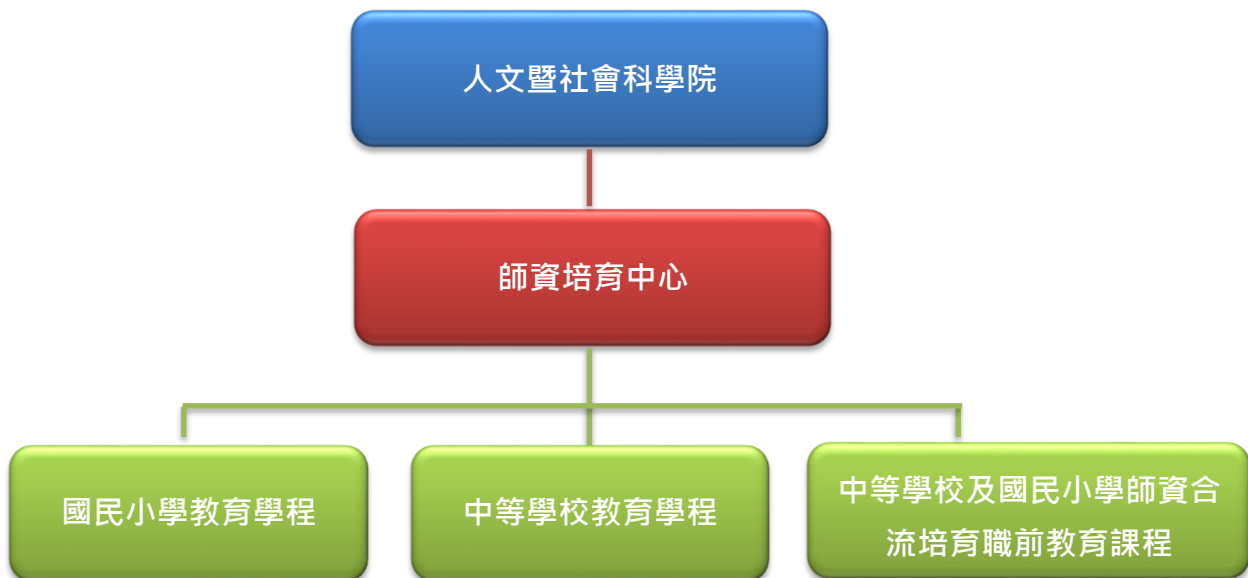 人文暨社會科學院
師資培育中心
國民小學教育學程
中等學校教育學程
中等學校及國民小學師資合
流培育職前教育課程